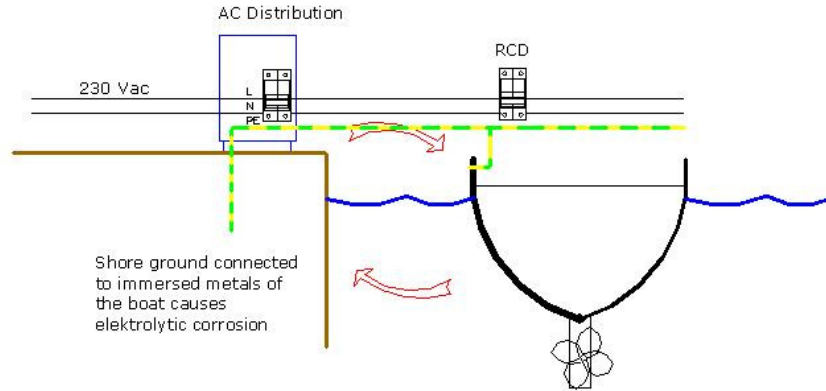 AC Distribution
RCD
230 Vac
L
N
PE
Shore ground connected
to immersed metals of
the boat causes
elektrolytic corrosion